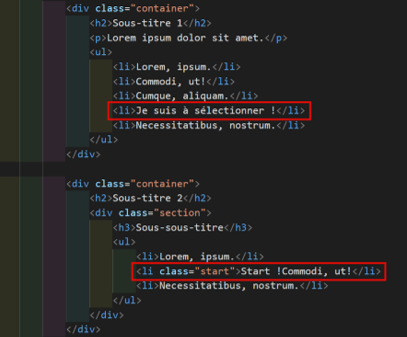 <div class="container">
<h2>Sous-titre 1</h2>
<p>Lorem ipsum dolor sit amet.</p>
<ul>
<li>Lorem, ipsum.</li>
<li>Commodi, ut!</li>
<li>Cumque, aliquam.</li>
<li>Je suis à sélectionner !</li>
<li>Necessitatibus, nostrum.</li>
</ul>
</div>
<div class="container">
<h2>Sous-titre 2</h2>
<div class="section">
<h3>Sous-sous-titre</h3>
<ul>
<li>Lorem, ipsum.</li>
<li class="start">Start !Commodi, ut!</li>
<li>Necessitatibus, nostrum.</li>
</ul>
</div>
</div>